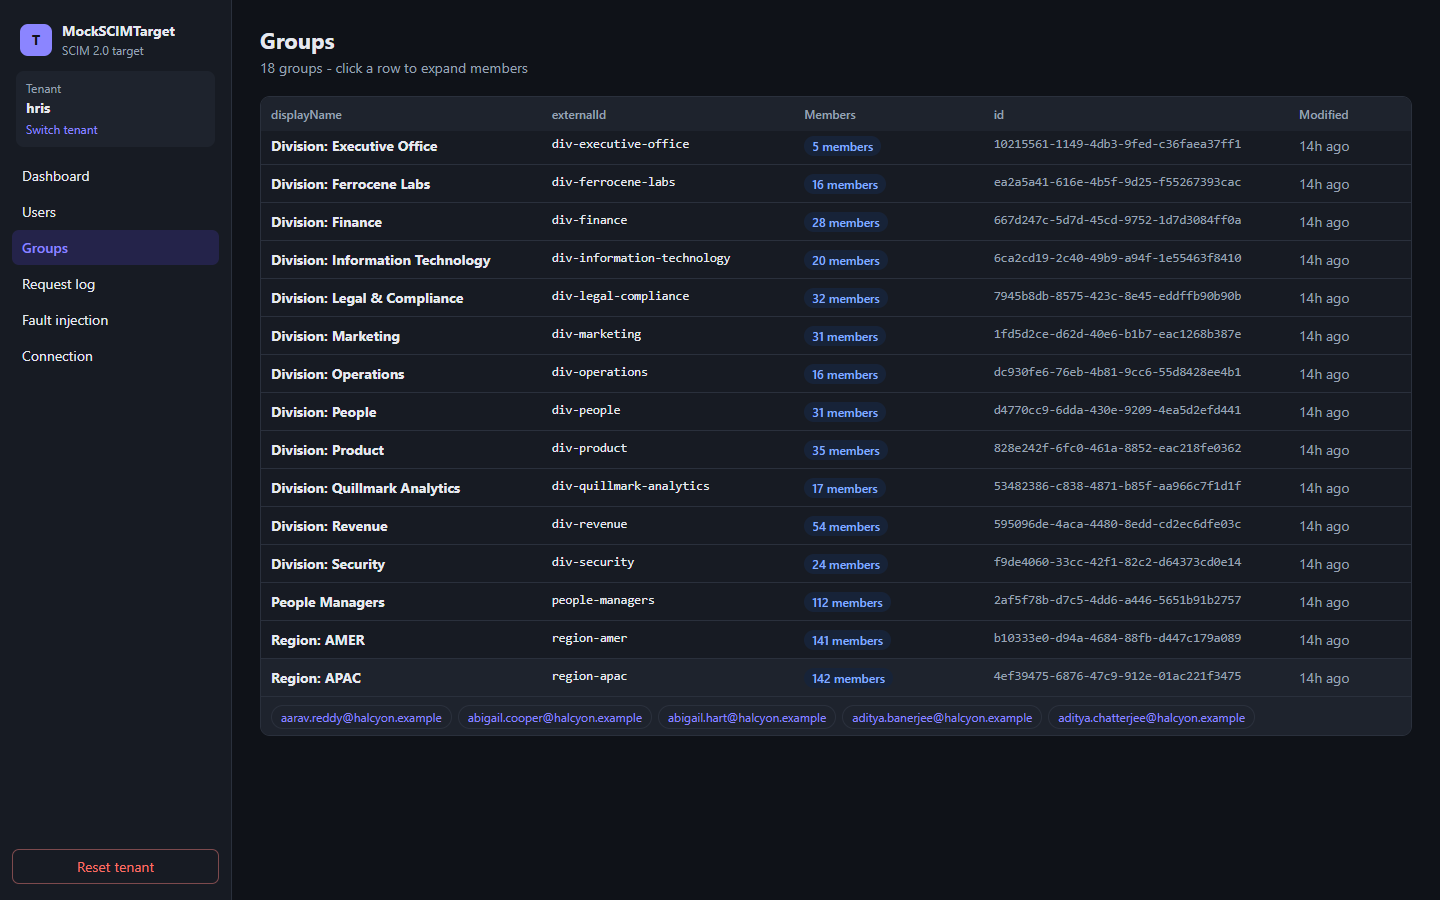 T
MockSCIMTarget
SCIM 2.0 target
Tenant
hris
Switch tenant
Dashboard
Users
Groups
Request log
Fault injection
Connection
Reset tenant
Groups
18 groups - click a row to expand members
displayName externalId Members id Modified
Division: Executive Office div-executive-office 5 members 10215561-1149-4db3-9fed-c36faea37ff1 14h ago
Division: Ferrocene Labs div-ferrocene-labs 16 members ea2a5a41-616e-4b5f-9d25-f55267393cac 14h ago
Division: Finance div-finance 28 members 667d247c-5d7d-45cd-9752-1d7d3084ff0a 14h ago
Division: Information Technology div-information-technology 20 members 6ca2cd19-2c40-49b9-a94f-1e55463f8410 14h ago
Division: Legal & Compliance div-legal-compliance 32 members 7945b8db-8575-423c-8e45-eddffb90b90b 14h ago
Division: Marketing div-marketing 31 members 1fd5d2ce-d62d-40e6-b1b7-eac1268b387e 14h ago
Division: Operations div-operations 16 members dc930fe6-76eb-4b81-9cc6-55d8428ee4b1 14h ago
Division: People div-people 31 members d4770cc9-6dda-430e-9209-4ea5d2efd441 14h ago
Division: Product div-product 35 members 828e242f-6fc0-461a-8852-eac218fe0362 14h ago
Division: Quillmark Analytics div-quillmark-analytics 17 members 53482386-c838-4871-b85f-aa966c7f1d1f 14h ago
Division: Revenue div-revenue 54 members 595096de-4aca-4480-8edd-cd2ec6dfe03c 14h ago
Division: Security div-security 24 members f9de4060-33cc-42f1-82c2-d64373cd0e14 14h ago
People Managers people-managers 112 members 2af5f78b-d7c5-4dd6-a446-5651b91b2757 14h ago
Region: AMER region-amer 141 members b10333e0-d94a-4684-88fb-d447c179a089 14h ago
Region: APAC region-apac 142 members 4ef39475-6876-47c9-912e-01ac221f3475 14h ago
aarav.reddy@halcyon.example abigail.cooper@halcyon.example abigail.hart@halcyon.example aditya.banerjee@halcyon.example aditya.chatterjee@halcyon.example